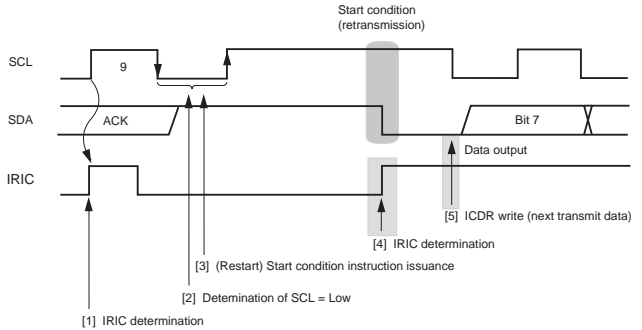 Start condition
(retransmission)
SCL
9
SDA
ACK
Bit 7
IRIC
Data output
[5] ICDR write (next transmit data)
[4] IRIC determination
[3] (Restart) Start condition instruction issuance
[2] Detemination of SCL = Low
[1] IRIC determination